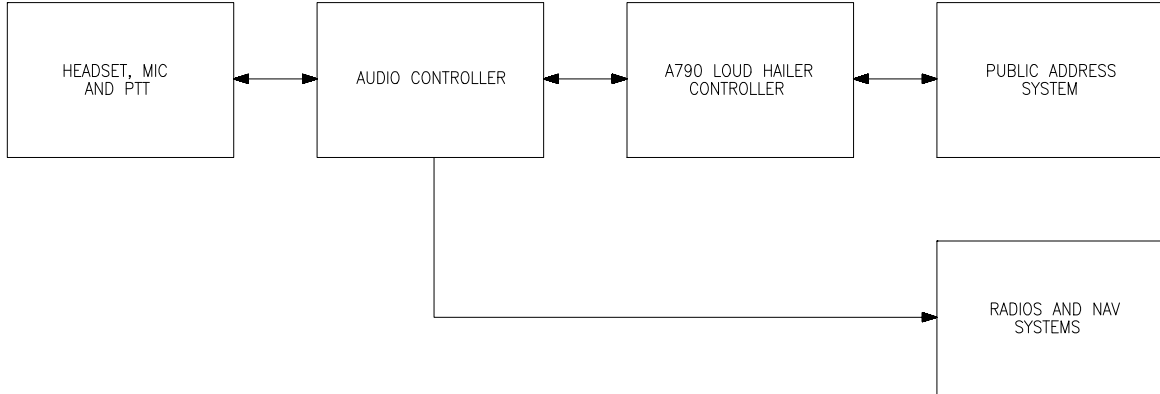 HEADSET, MIC
AND PTT
AUDIO CONTROLLER
A790 LOUD HAILER
CONTROLLER
PUBLIC ADDRESS
SYSTEM
RADIOS AND NAV
SYSTEMS